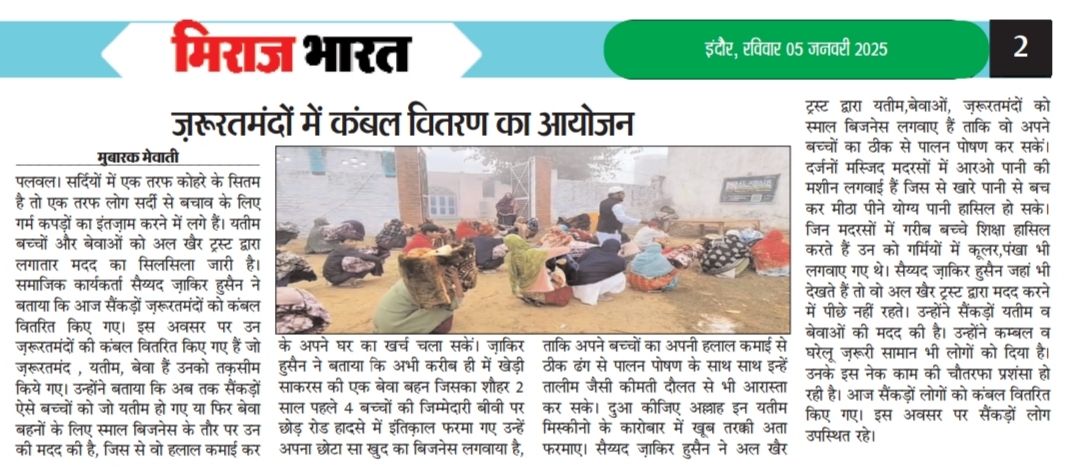 मिराज भारत
इंदौर, रविवार 05 जनवरी 2025
2
ज़रूरतमंदों में कंबल वितरण का आयोजन
मुबारक मेवाती
पलवल। सर्दियों में एक तरफ कोहरे के सितम
है तो एक तरफ लोग सर्दी से बचाव के लिए
गर्म कपड़ों का इंतज़ाम करने में लगे हैं। यतीम
बच्चों और बेवाओं को अल खैर ट्रस्ट द्वारा
लगातार मदद का सिलसिला जारी है।
समाजिक कार्यकर्ता सैय्यद ज़ाकिर हुसैन ने
बताया कि आज सैंकड़ों ज़रूरतमंदों को कंबल
वितरित किए गए। इस अवसर पर उन
ज़रूरतमंदों की कंबल वितरित किए गए हैं जो
ज़रूरतमंद , यतीम, बेवा हैं उनको तक़सीम
किये गए। उन्होंने बताया कि अब तक सैंकड़ों
ऐसे बच्चों को जो यतीम हो गए या फिर बेवा
बहनों के लिए स्माल बिजनेस के तौर पर उन
की मदद की है, जिस से वो हलाल कमाई कर
के अपने घर का खर्च चला सकें। ज़ाकिर
हुसैन ने बताया कि अभी करीब ही में खेड़ी
साकरस की एक बेवा बहन जिसका शौहर 2
साल पहले 4 बच्चों की जिम्मेदारी बीवी पर
छोड़ रोड हादसे में इंतिक़ाल फरमा गए उन्हें
अपना छोटा सा खुद का बिजनेस लगवाया है,
ताकि अपने बच्चों का अपनी हलाल कमाई से
ठीक ढंग से पालन पोषण के साथ साथ इन्हें
तालीम जैसी कीमती दौलत से भी आरास्ता
कर सके। दुआ कीजिए अल्लाह इन यतीम
मिस्कीनो के कारोबार में खूब तरक्की अता
फरमाए। सैय्यद ज़ाकिर हुसैन ने अल खैर
ट्रस्ट द्वारा यतीम,बेवाओं, ज़रूरतमंदों को
स्माल बिजनेस लगवाए हैं ताकि वो अपने
बच्चों का ठीक से पालन पोषण कर सकें।
दर्जनों मस्जिद मदरसों में आरओ पानी की
मशीन लगवाई हैं जिस से खारे पानी से बच
कर मीठा पीने योग्य पानी हासिल हो सके।
जिन मदरसों में गरीब बच्चे शिक्षा हासिल
करते हैं उन को गर्मियों में कूलर,पंखा भी
लगवाए गए थे। सैय्यद ज़ाकिर हुसैन जहां भी
देखते हैं तो वो अल खैर ट्रस्ट द्वारा मदद करने
में पीछे नहीं रहते। उन्होंने सैंकड़ों यतीम व
बेवाओं की मदद की है। उन्होंने कम्बल व
घरेलू ज़रूरी सामान भी लोगों को दिया है।
उनके इस नेक काम की चौतरफा प्रशंसा हो
रही है। आज सैंकड़ों लोगों को कंबल वितरित
किए गए। इस अवसर पर सैंकड़ों लोग
उपस्थित रहे।